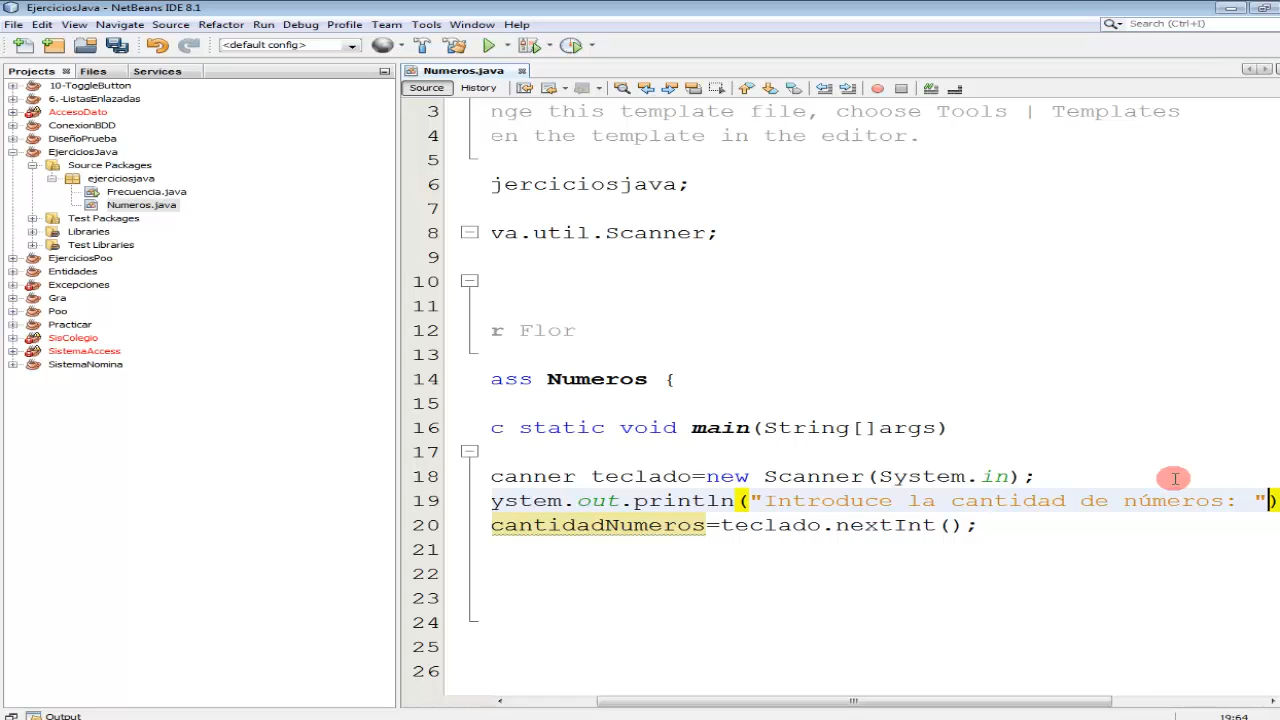 EjerciciosJava - NetBeans IDE 8.1
File Edit View Navigate Source Refactor Run Debug Profile Team Tools Window Help
Search (Ctrl+I)
<default config>
Projects Files Services
10-ToggleButton
6.-ListasEnlazadas
AccesoDato
ConexionBDD
DiseñoPrueba
EjerciciosJava
Source Packages
ejerciciosjava
Frecuencia.java
Numeros.java
Test Packages
Libraries
Test Libraries
EjerciciosPoo
Entidades
Excepciones
Gra
Poo
Practicar
SisColegio
SistemaAccess
SistemaNomina
Numeros.java
Source History
3 nge this template file, choose Tools | Templates
4 en the template in the editor.
5
6 jerciciosjava;
7
8 va.util.Scanner;
9
10
11
12 r Flor
13
14 ass Numeros {
15
16 c static void main(String[]args)
17
18 canner teclado=new Scanner(System.in);
19 ystem.out.println("Introduce la cantidad de números: ")
20 cantidadNumeros=teclado.nextInt();
21
22
23
24
25
26
Output
19:64